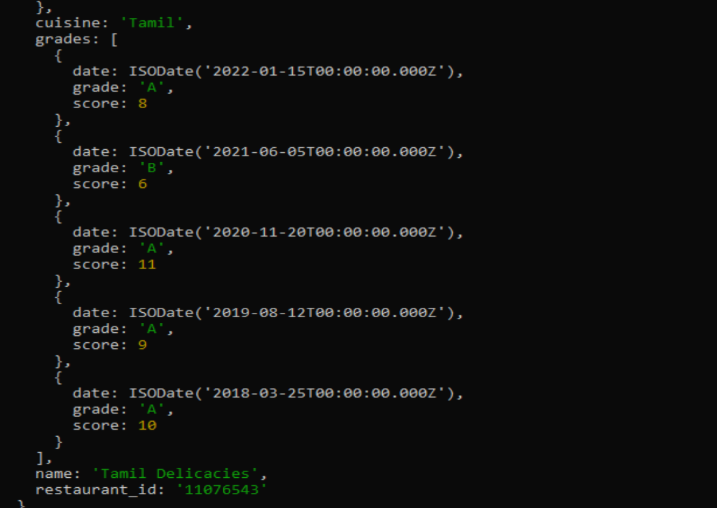 },
cuisine: 'Tamil',
grades: [
{
date: ISODate('2022-01-15T00:00:00.000Z'),
grade: 'A',
score: 8
},
{
date: ISODate('2021-06-05T00:00:00.000Z'),
grade: 'B',
score: 6
},
{
date: ISODate('2020-11-20T00:00:00.000Z'),
grade: 'A',
score: 11
},
{
date: ISODate('2019-08-12T00:00:00.000Z'),
grade: 'A',
score: 9
},
{
date: ISODate('2018-03-25T00:00:00.000Z'),
grade: 'A',
score: 10
}
],
name: 'Tamil Delicacies',
restaurant_id: '11076543'
}